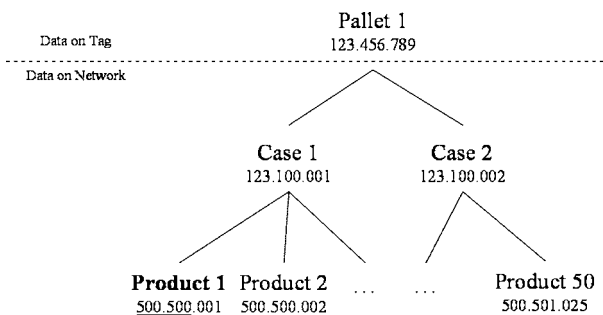 Pallet 1
Data on Tag
123.456.789
Data on Network
Case 1 Case 2
123.100.001 123.100.002
Product 1 Product 2 ... ... Product 50
500.500.001 500.500.002 500.501.025